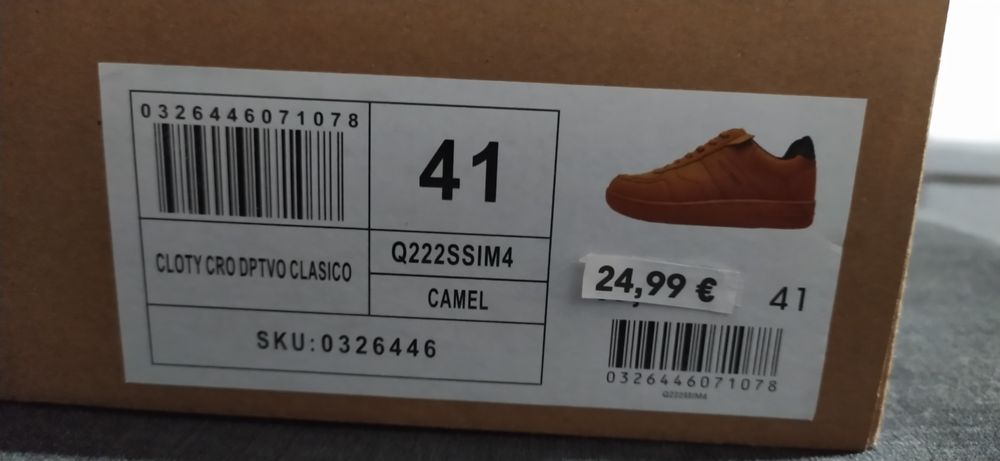 0326446071078
41
CLOTY CRO DPTVO CLASICO
Q222SSIM4
CAMEL
SKU:0326446
24,99 €
41
0326446071078
Q222SSIM4